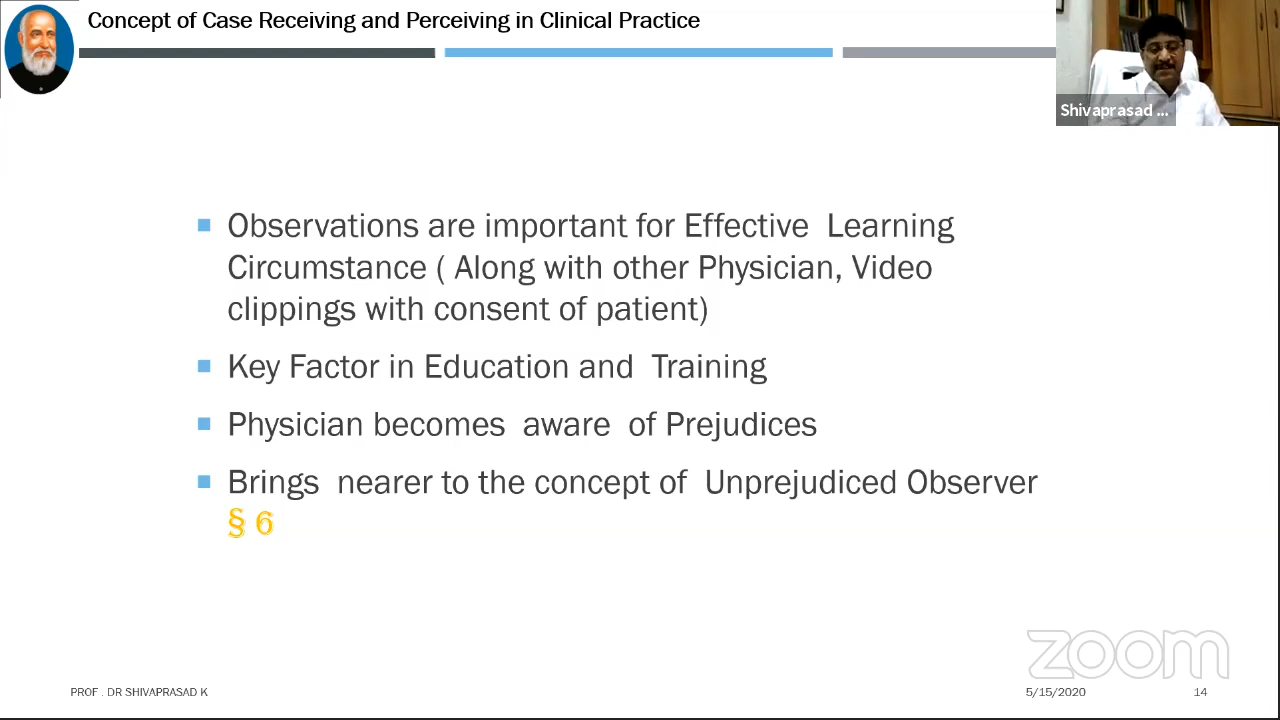 Concept of Case Receiving and Perceiving in Clinical Practice
Shivaprasad ...
Observations are important for Effective Learning
Circumstance ( Along with other Physician, Video
clippings with consent of patient)
Key Factor in Education and Training
Physician becomes aware of Prejudices
Brings nearer to the concept of Unprejudiced Observer
§ 6
zoom
PROF . DR SHIVAPRASAD K
5/15/2020
14